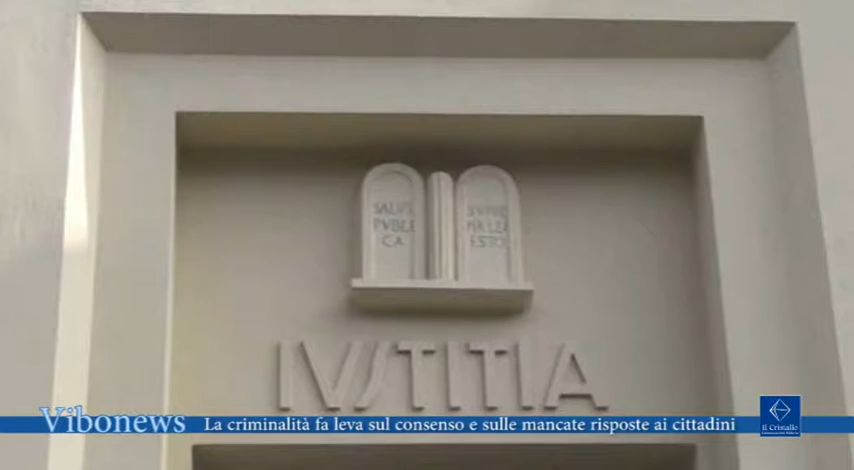 SALVS
PVBLI
CA
SVPRE
MA LEX
ESTO
IVSTITIA
Vibonews La criminalità fa leva sul consenso e sulle mancate risposte ai cittadini
Il Cristallo